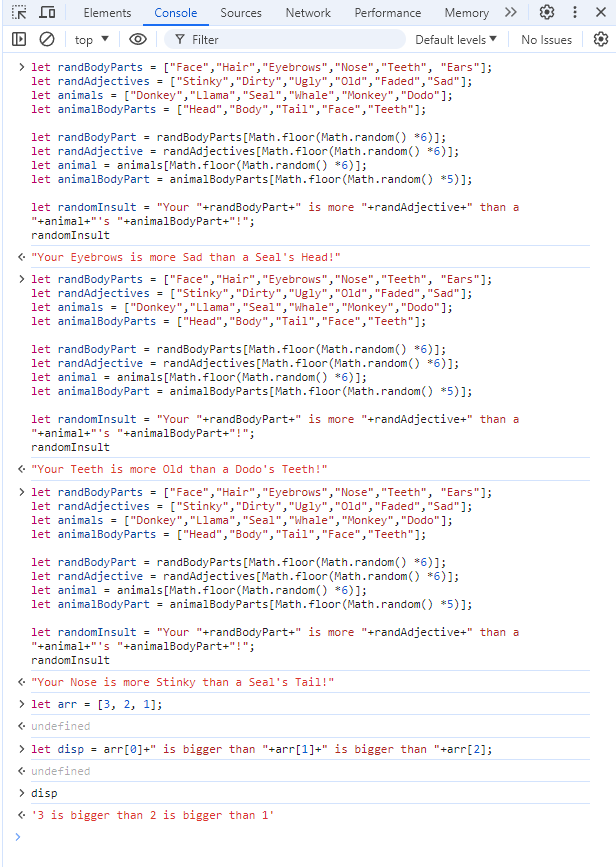 Elements Console Sources Network Performance Memory
top Filter Default levels No Issues
let randBodyParts = ["Face","Hair","Eyebrows","Nose","Teeth", "Ears"];
let randAdjectives = ["Stinky","Dirty","Ugly","Old","Faded","Sad"];
let animals = ["Donkey","Llama","Seal","Whale","Monkey","Dodo"];
let animalBodyParts = ["Head","Body","Tail","Face","Teeth"];
let randBodyPart = randBodyParts[Math.floor(Math.random() *6)];
let randAdjective = randAdjectives[Math.floor(Math.random() *6)];
let animal = animals[Math.floor(Math.random() *6)];
let animalBodyPart = animalBodyParts[Math.floor(Math.random() *5)];
let randomInsult = "Your "+randBodyPart+" is more "+randAdjective+" than a
"+animal+"'s "+animalBodyPart+"!";
randomInsult
"Your Eyebrows is more Sad than a Seal's Head!"
let randBodyParts = ["Face","Hair","Eyebrows","Nose","Teeth", "Ears"];
let randAdjectives = ["Stinky","Dirty","Ugly","Old","Faded","Sad"];
let animals = ["Donkey","Llama","Seal","Whale","Monkey","Dodo"];
let animalBodyParts = ["Head","Body","Tail","Face","Teeth"];
let randBodyPart = randBodyParts[Math.floor(Math.random() *6)];
let randAdjective = randAdjectives[Math.floor(Math.random() *6)];
let animal = animals[Math.floor(Math.random() *6)];
let animalBodyPart = animalBodyParts[Math.floor(Math.random() *5)];
let randomInsult = "Your "+randBodyPart+" is more "+randAdjective+" than a
"+animal+"'s "+animalBodyPart+"!";
randomInsult
"Your Teeth is more Old than a Dodo's Teeth!"
let randBodyParts = ["Face","Hair","Eyebrows","Nose","Teeth", "Ears"];
let randAdjectives = ["Stinky","Dirty","Ugly","Old","Faded","Sad"];
let animals = ["Donkey","Llama","Seal","Whale","Monkey","Dodo"];
let animalBodyParts = ["Head","Body","Tail","Face","Teeth"];
let randBodyPart = randBodyParts[Math.floor(Math.random() *6)];
let randAdjective = randAdjectives[Math.floor(Math.random() *6)];
let animal = animals[Math.floor(Math.random() *6)];
let animalBodyPart = animalBodyParts[Math.floor(Math.random() *5)];
let randomInsult = "Your "+randBodyPart+" is more "+randAdjective+" than a
"+animal+"'s "+animalBodyPart+"!";
randomInsult
"Your Nose is more Stinky than a Seal's Tail!"
let arr = [3, 2, 1];
undefined
let disp = arr[0]+" is bigger than "+arr[1]+" is bigger than "+arr[2];
undefined
disp
'3 is bigger than 2 is bigger than 1'